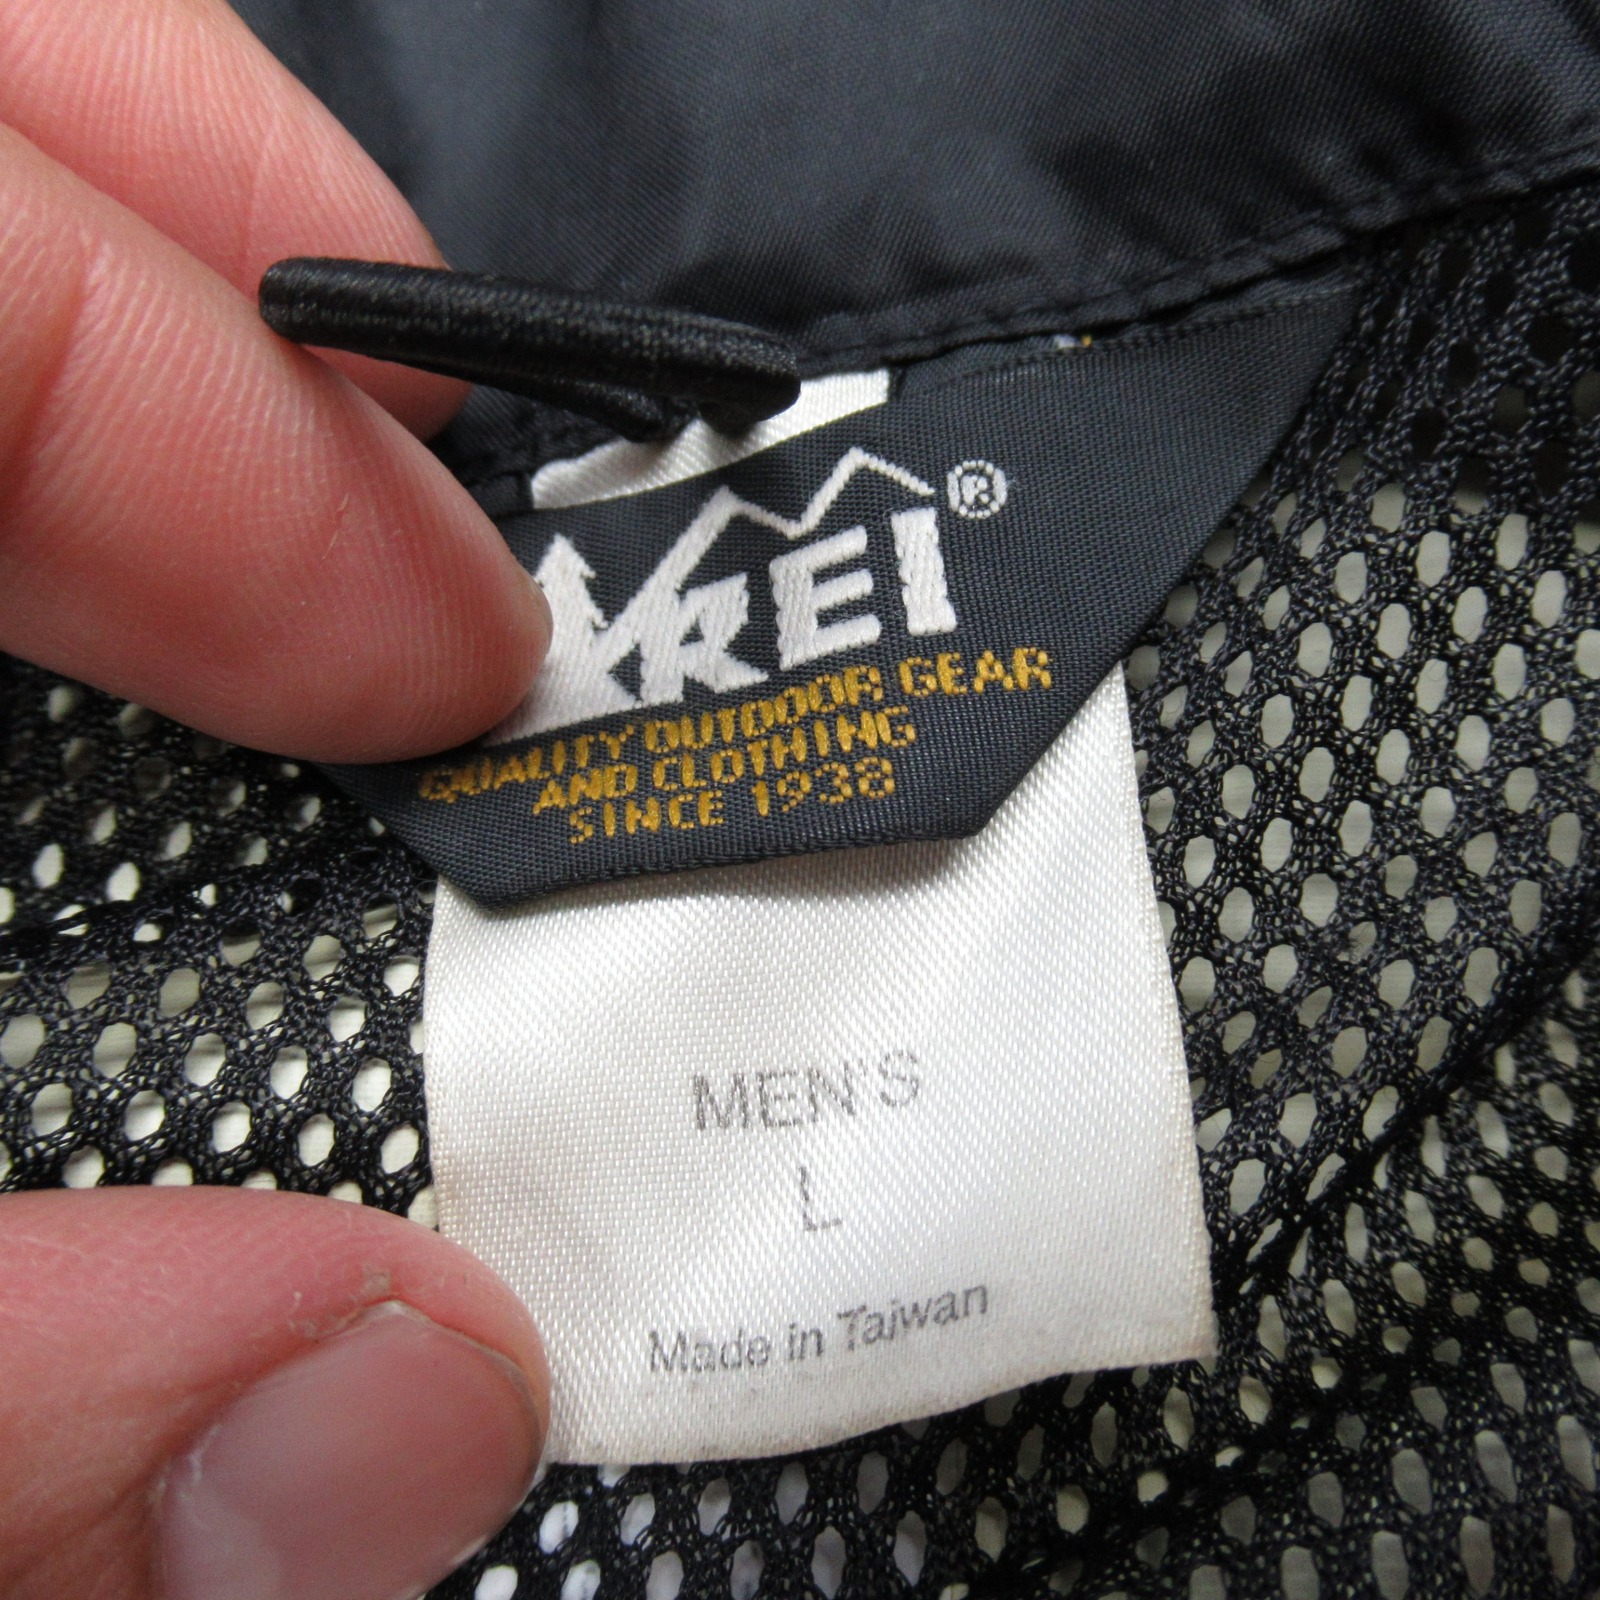 REI®
QUALITY OUTDOOR GEAR
AND CLOTHING
SINCE 1938
MEN'S
L
Made in Taiwan